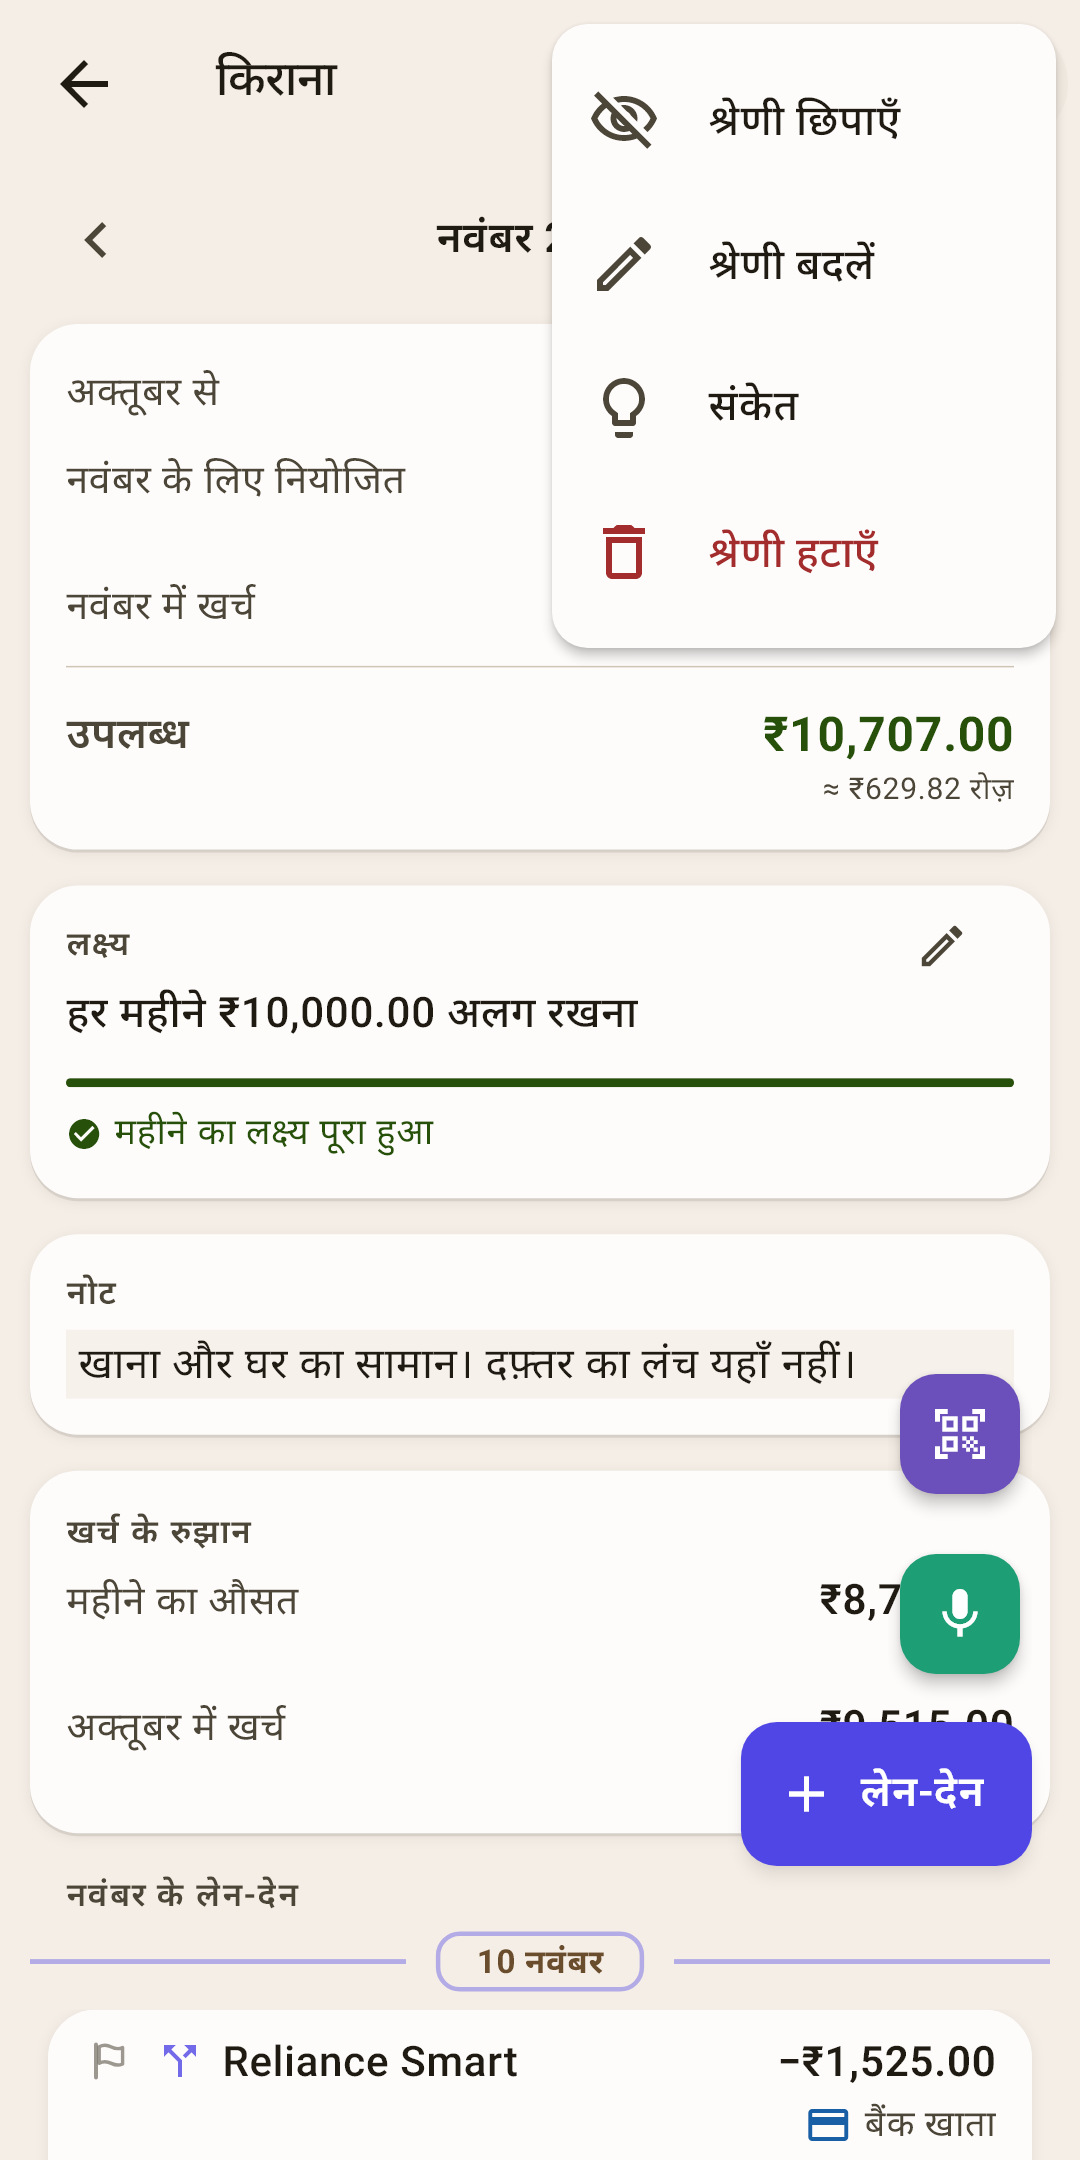 किराना
श्रेणी छिपाएँ
श्रेणी बदलें
संकेत
श्रेणी हटाएँ
नवंबर
अक्तूबर से
नवंबर के लिए नियोजित
नवंबर में खर्च
उपलब्ध ₹10,707.00
≈ ₹629.82 रोज़
लक्ष्य
हर महीने ₹10,000.00 अलग रखना
महीने का लक्ष्य पूरा हुआ
नोट
खाना और घर का सामान। दफ़्तर का लंच यहाँ नहीं।
खर्च के रुझान
महीने का औसत ₹8,7
अक्तूबर में खर्च
लेन-देन
नवंबर के लेन-देन
10 नवंबर
Reliance Smart −₹1,525.00
बैंक खाता